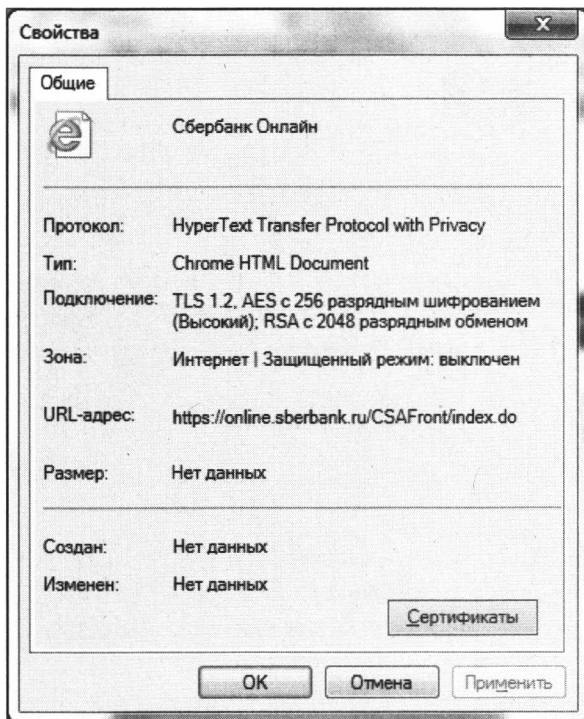 Свойства
Общие
Сбербанк Онлайн
Протокол: HyperText Transfer Protocol with Privacy
Тип: Chrome HTML Document
Подключение: TLS 1.2, AES с 256 разрядным шифрованием
(Высокий); RSA с 2048 разрядным обменом
Зона: Интернет | Защищенный режим: выключен
URL-адрес: https://online.sberbank.ru/CSAFront/index.do
Размер: Нет данных
Создан: Нет данных
Изменен: Нет данных
Сертификаты
OK Отмена Применить